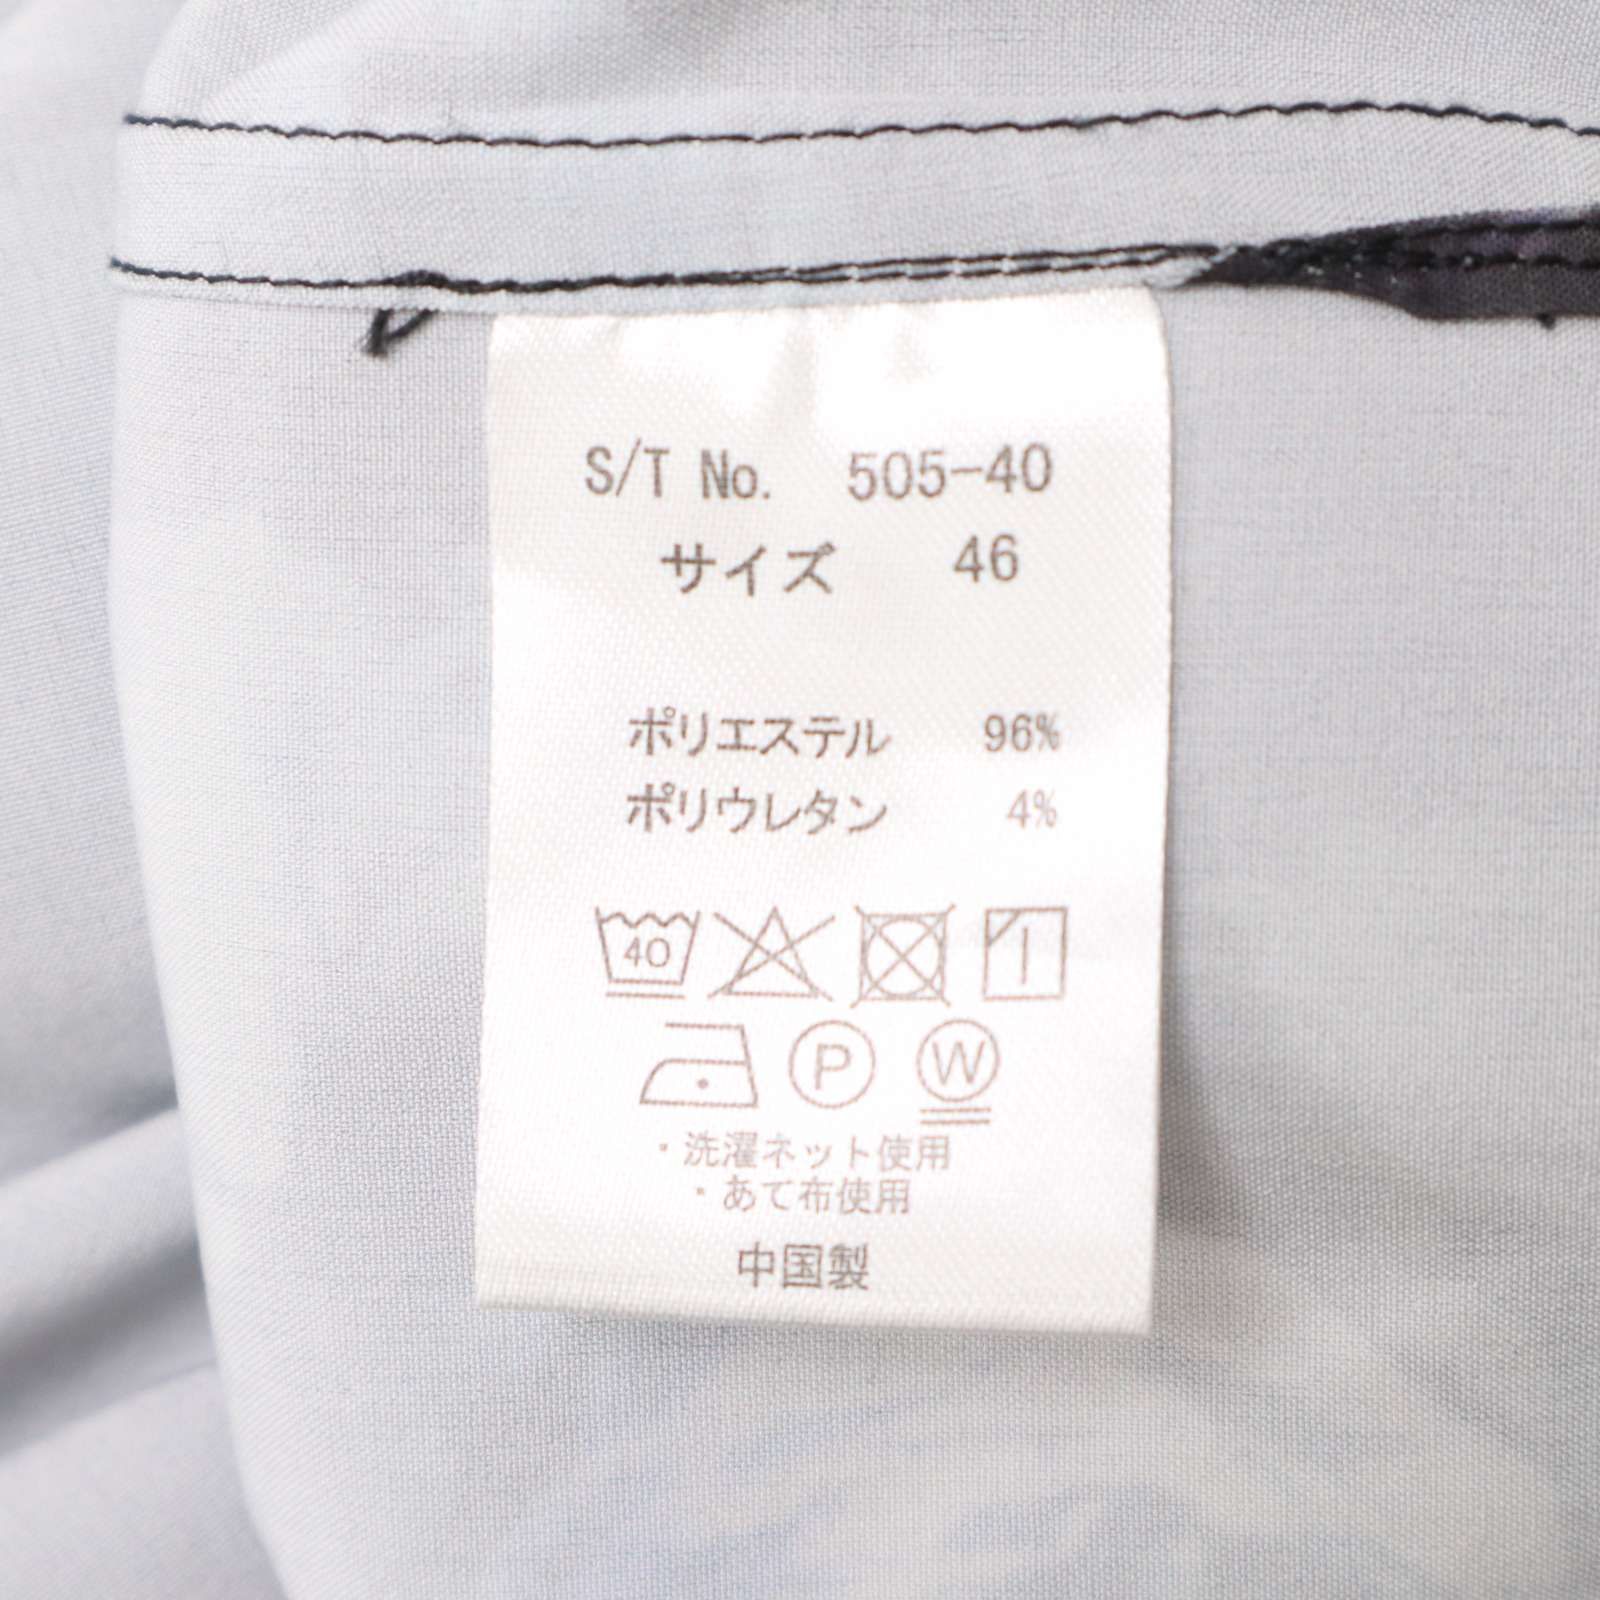 S/T No. 505-40
サイズ 46
ポリエステル 96%
ポリウレタン 4%
40
P W
・洗濯ネット使用
・あて布使用
中国製